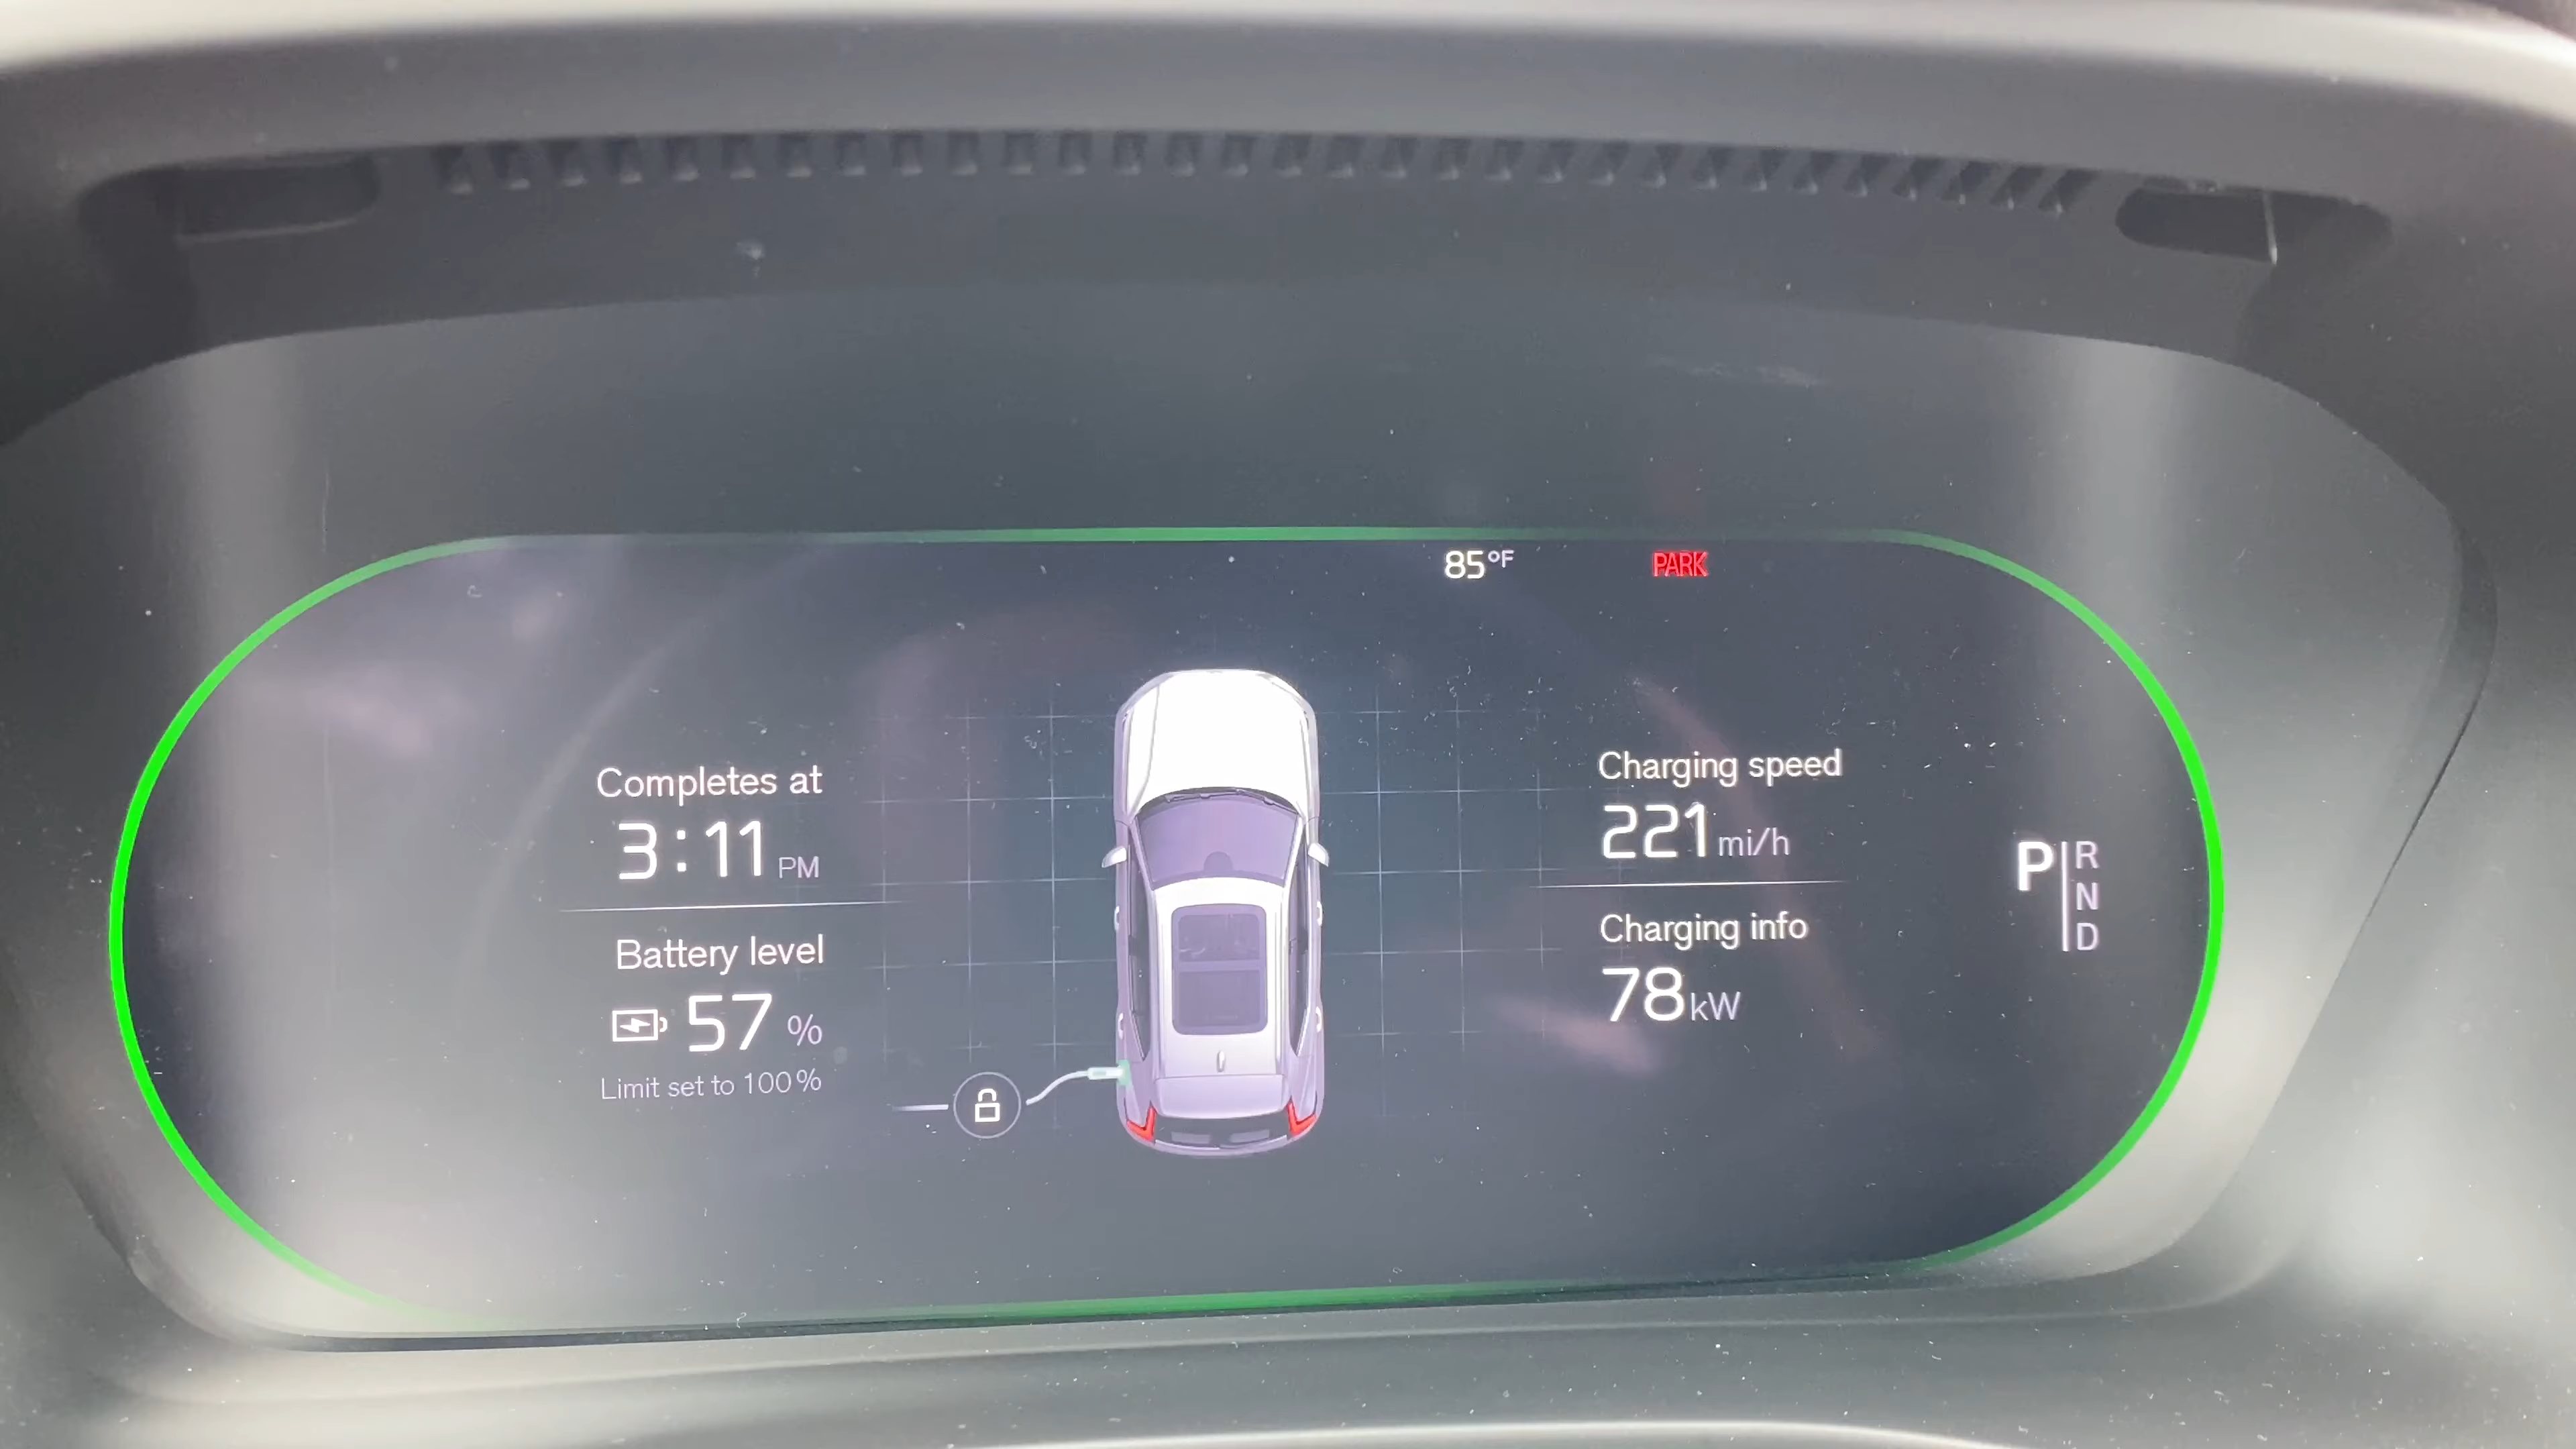 85°F PARK
Completes at
3:11 PM
Battery level
57 %
Limit set to 100%
Charging speed
221 mi/h
Charging info
78 kW
P R
N
D